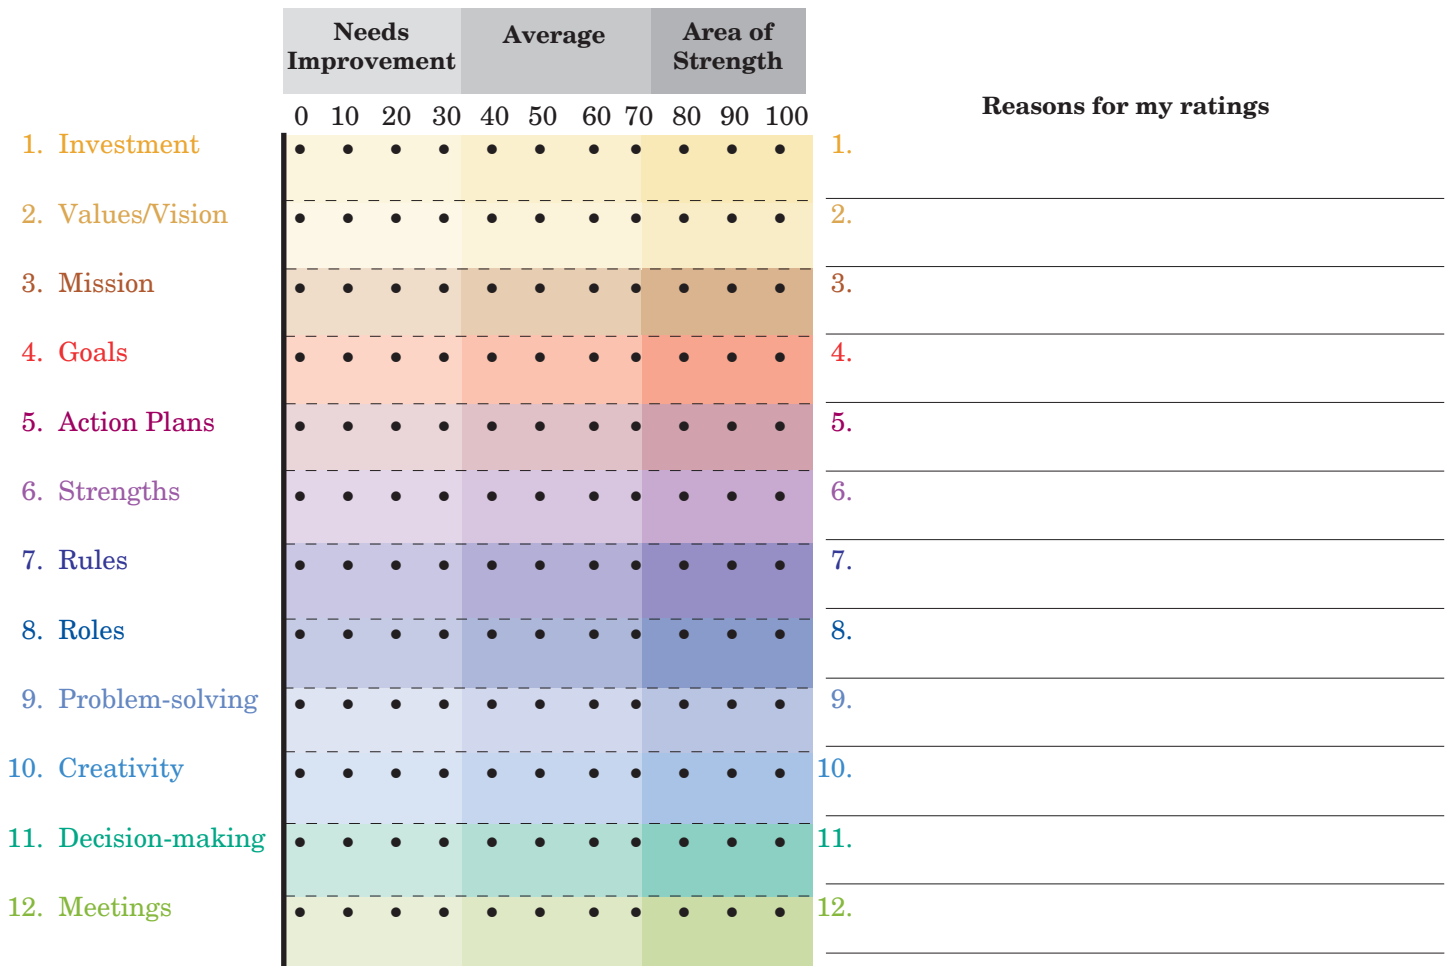 Needs
Improvement
Average
Area of
Strength
0 10 20 30 40 50 60 70 80 90 100
Reasons for my ratings
1. Investment
1.
2. Values/Vision
2.
3. Mission
3.
4. Goals
4.
5. Action Plans
5.
6. Strengths
6.
7. Rules
7.
8. Roles
8.
9. Problem-solving
9.
10. Creativity
10.
11. Decision-making
11.
12. Meetings
12.